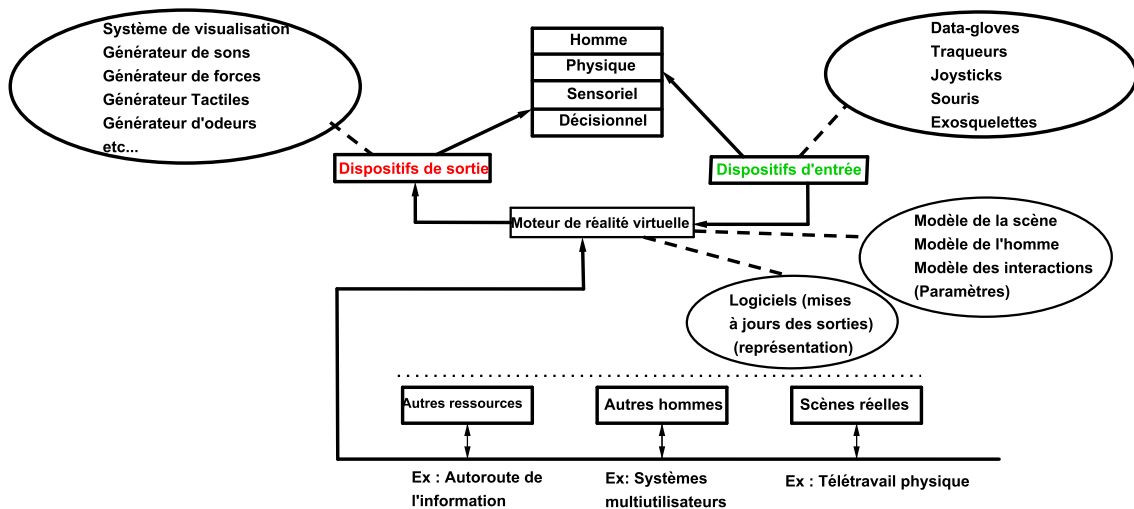 Système de visualisation
Générateur de sons
Générateur de forces
Générateur Tactiles
Générateur d'odeurs
etc...
Homme
Physique
Sensoriel
Décisionnel
Data-gloves
Traqueurs
Joysticks
Souris
Exosquelettes
Dispositifs de sortie
Dispositifs d'entrée
Moteur de réalité virtuelle
Modèle de la scène
Modèle de l'homme
Modèle des interactions
(Paramètres)
Logiciels (mises
à jours des sorties)
(représentation)
Autres ressources
Autres hommes
Scènes réelles
Ex : Autoroute de
l'information
Ex: Systèmes
multiutilisateurs
Ex : Télétravail physique